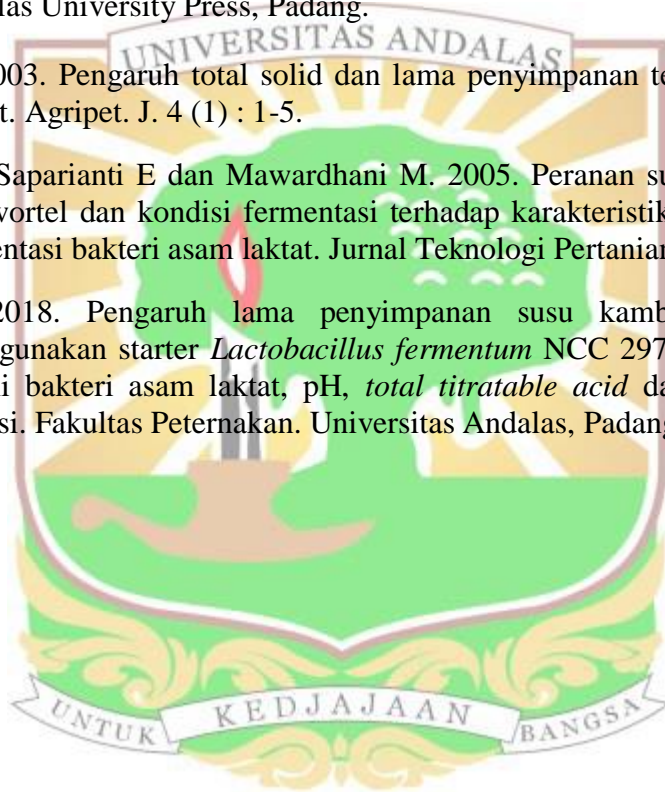 las University Press, Padang.
UNIVERSITAS ANDALAS
003. Pengaruh total solid dan lama penyimpanan te
t. Agripet. J. 4 (1) : 1-5.
Saparianti E dan Mawardhani M. 2005. Peranan su
wortel dan kondisi fermentasi terhadap karakteristik
entasi bakteri asam laktat. Jurnal Teknologi Pertanian
2018. Pengaruh lama penyimpanan susu kamb
gunakan starter Lactobacillus fermentum NCC 297
i bakteri asam laktat, pH, total titratable acid da
si. Fakultas Peternakan. Universitas Andalas, Padang
UNTUK KEDJAJAAN BANGSA